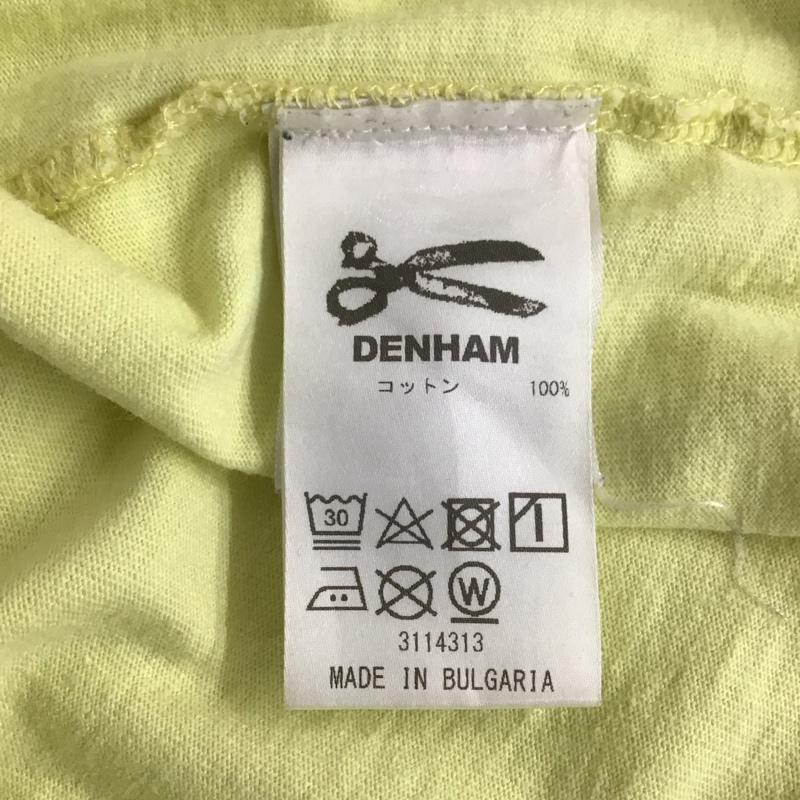 DENHAM
コットン 100%
30
W
3114313
MADE IN BULGARIA